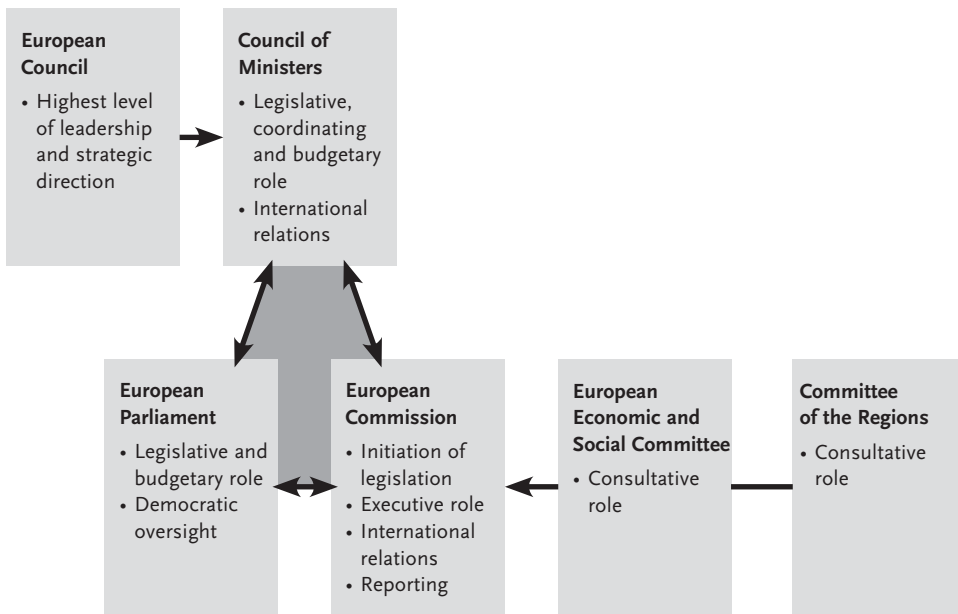 European
Council
• Highest level
of leadership
and strategic
direction
Council of
Ministers
• Legislative,
coordinating
and budgetary
role
• International
relations
European
Parliament
• Legislative and
budgetary role
• Democratic
oversight
European
Commission
• Initiation of
legislation
• Executive role
• International
relations
• Reporting
European
Economic and
Social Committee
• Consultative
role
Committee
of the Regions
• Consultative
role